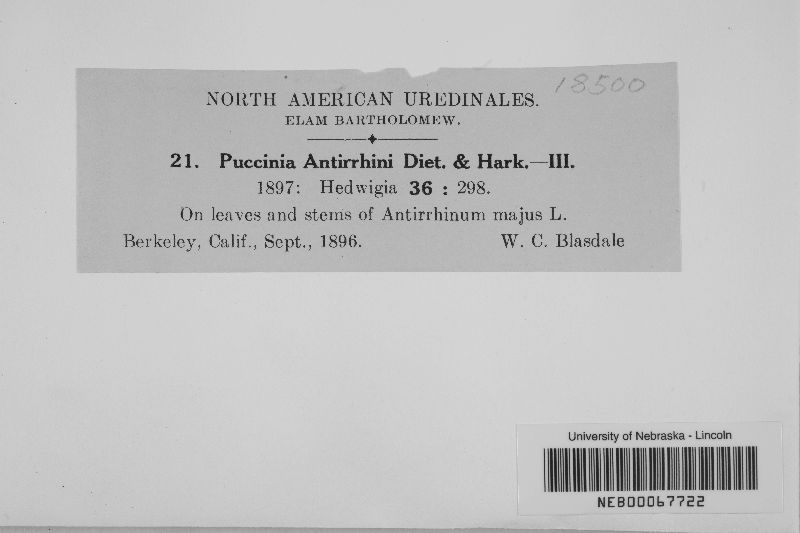 18500
NORTH AMERICAN UREDINALES.
ELAM BARTHOLOMEW.
21. Puccinia Antirrhini Diet. & Hark.—III.
1897: Hedwigia 36 : 298.
On leaves and stems of Antirrhinum majus L.
Berkeley, Calif., Sept., 1896. W. C. Blasdale
University of Nebraska - Lincoln
NEB00067722